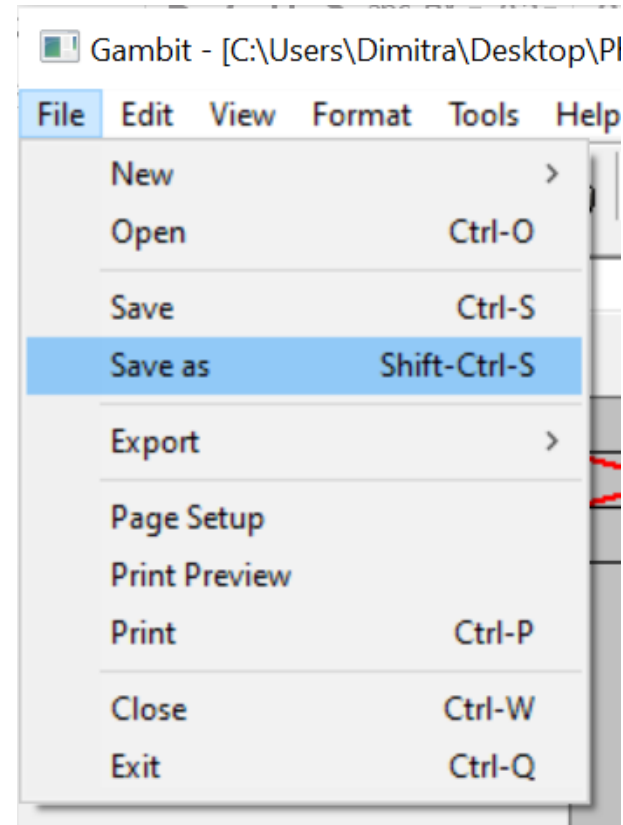 Gambit - [C:\Users\Dimitra\Desktop\
File Edit View Format Tools Help
New >
Open Ctrl-O
Save Ctrl-S
Save as Shift-Ctrl-S
Export >
Page Setup
Print Preview
Print Ctrl-P
Close Ctrl-W
Exit Ctrl-Q